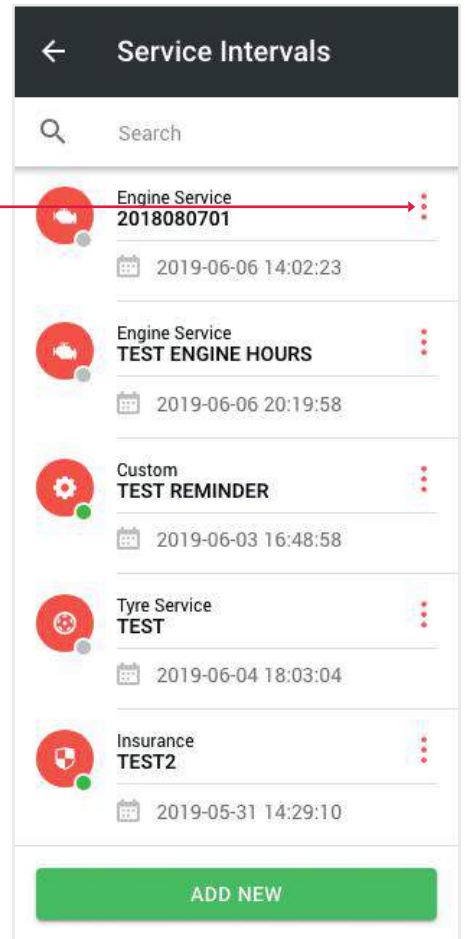 Service Intervals
Search
Engine Service
2018080701
2019-06-06 14:02:23
Engine Service
TEST ENGINE HOURS
2019-06-06 20:19:58
Custom
TEST REMINDER
2019-06-03 16:48:58
Tyre Service
TEST
2019-06-04 18:03:04
Insurance
TEST2
2019-05-31 14:29:10
ADD NEW